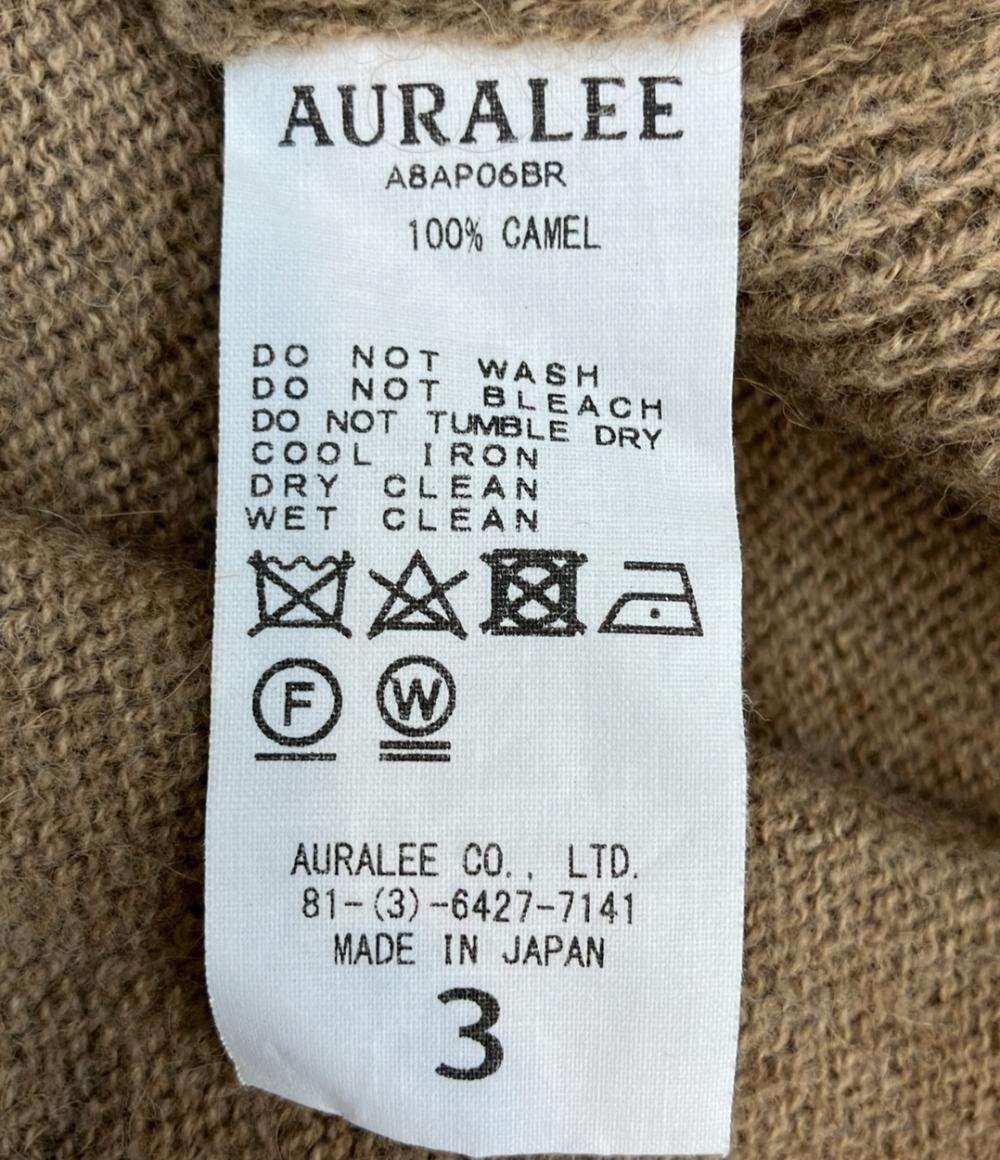 AURALEE
A8AP06BR
100% CAMEL
DO NOT WASH
DO NOT BLEACH
DO NOT TUMBLE DRY
COOL IRON
DRY CLEAN
WET CLEAN
F W
AURALEE CO., LTD.
81-(3)-6427-7141
MADE IN JAPAN
3